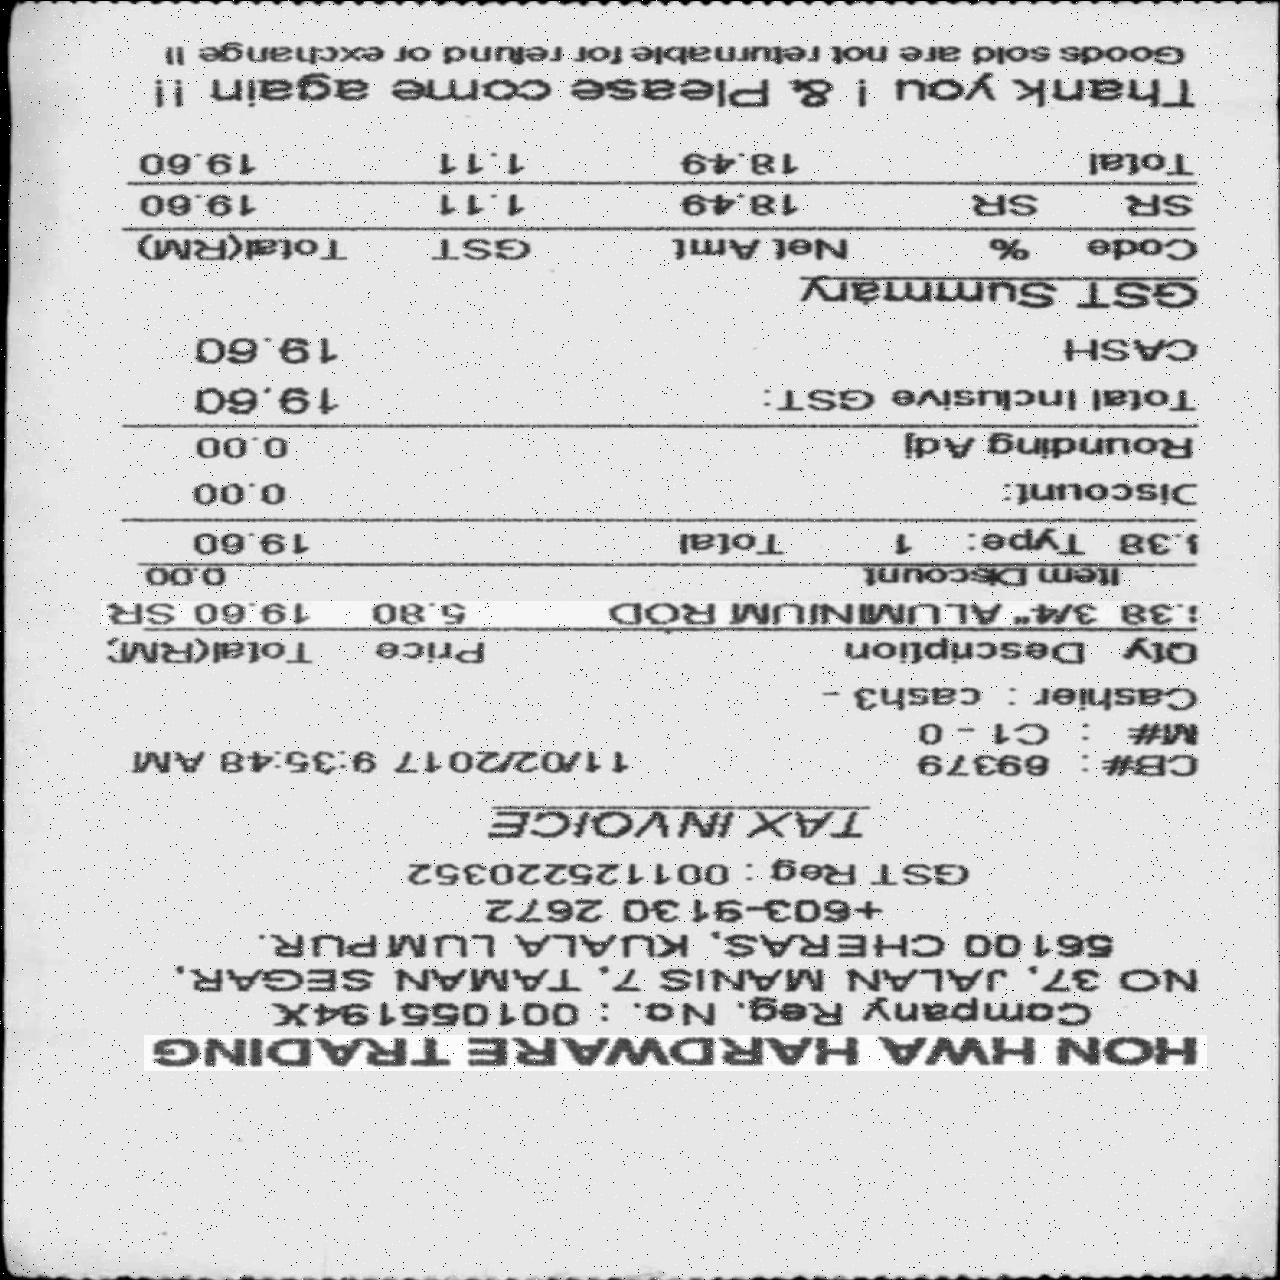 HON HWA HARDWARE TRADING
Company Reg. No. : 001055194X
NO 37, JALAN MANIS 7, TAMAN SEGAR,
56100 CHERAS, KUALA LUMPUR.
+603-9130 2672
GST Reg : 001125220352
TAX INVOICE
CB#: 69379 11/02/2017 9:35:48 AM
M# : C1 - 0
Cashier : cash3 -
Qty Description Price Total(RM)
.38 3/4" ALUMINIUM ROD 5.80 19.60 SR
Item Discount 0.00
.38 Type: 1 Total 19.60
Discount: 0.00
Rounding Adj 0.00
Total Inclusive GST: 19.60
CASH 19.60
GST Summary
Code % Net Amt GST Total(RM)
SR SR 18.49 1.11 19.60
Total 18.49 1.11 19.60
Thank you ! & Please come again !!
Goods sold are not returnable for refund or exchange !!